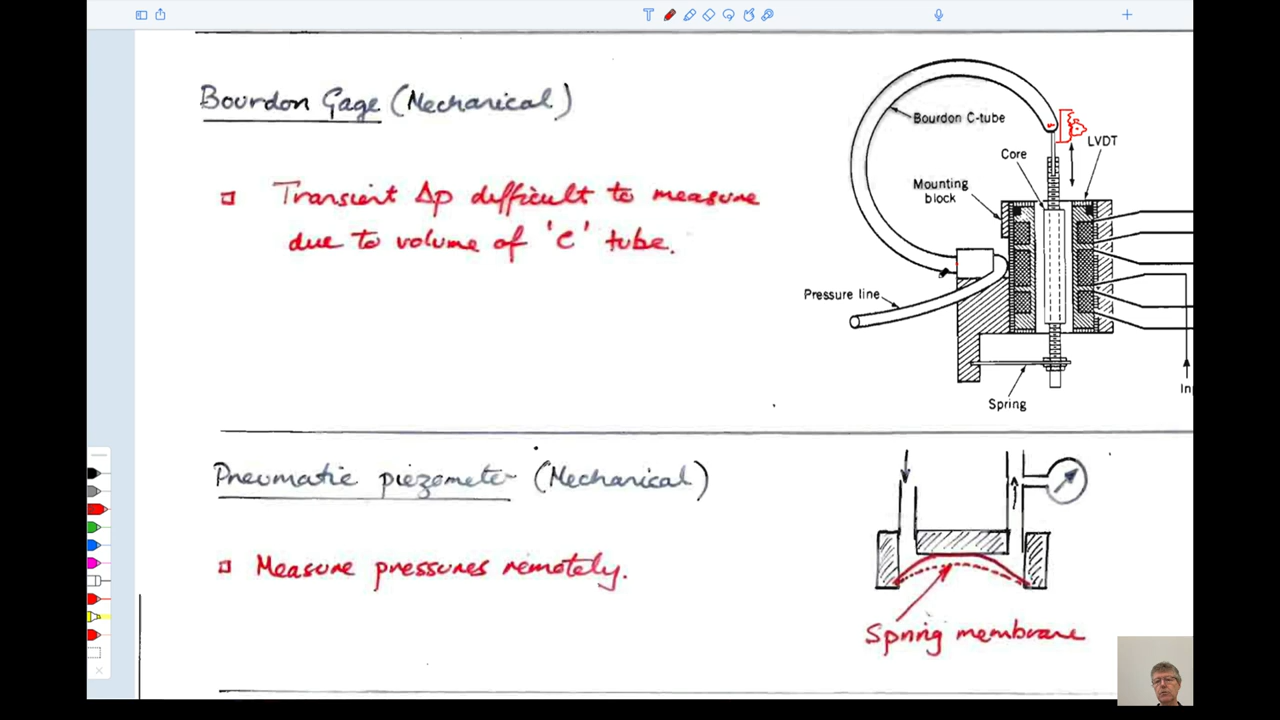 Bourdon Gage (Mechanical)
Transient Δp difficult to measure
due to volume of 'C' tube.
Bourdon C-tube
LVDT
Core
Mounting
block
Pressure line
Spring
Pneumatic piezometer (Mechanical)
Measure pressures remotely.
Spring membrane